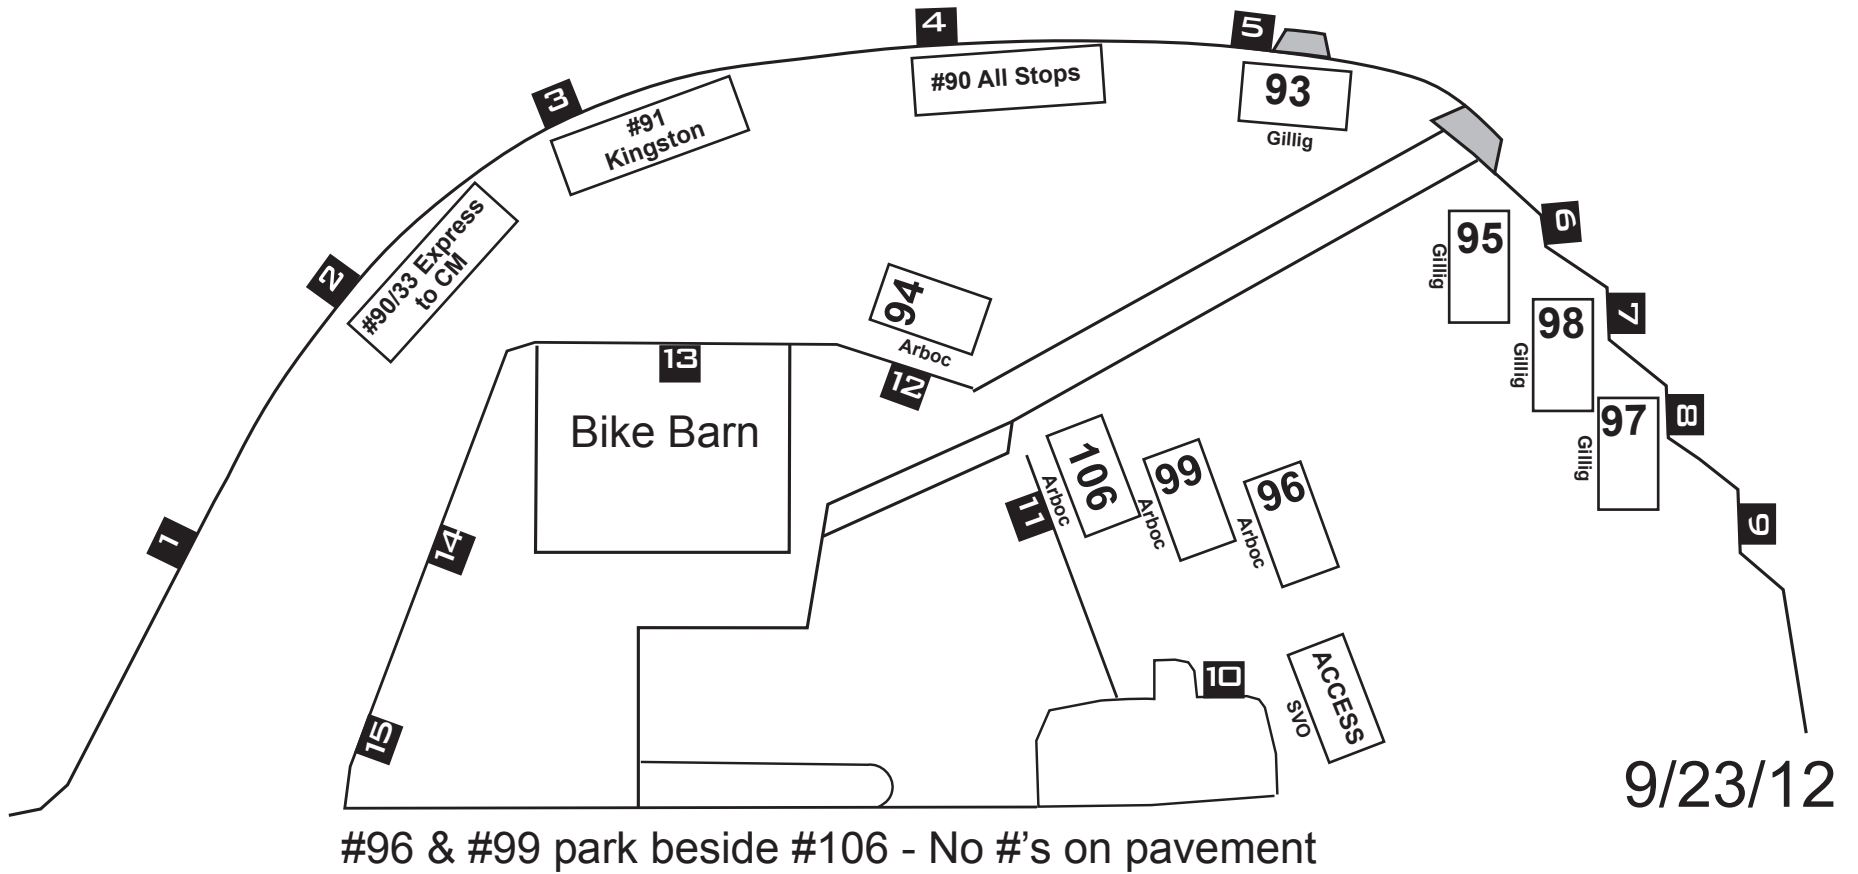 4
5
#90 All Stops
93
Gillig
3
#91
Kingston
2
#90/33 Express
to CM
6
95
Gillig
94
Arboc
12
7
98
Gillig
13
Bike Barn
8
97
Gillig
106
Arboc
99
Arboc
96
Arboc
11
9
1
14
10
ACCESS
SVO
15
9/23/12
#96 & #99 park beside #106 - No #'s on pavement